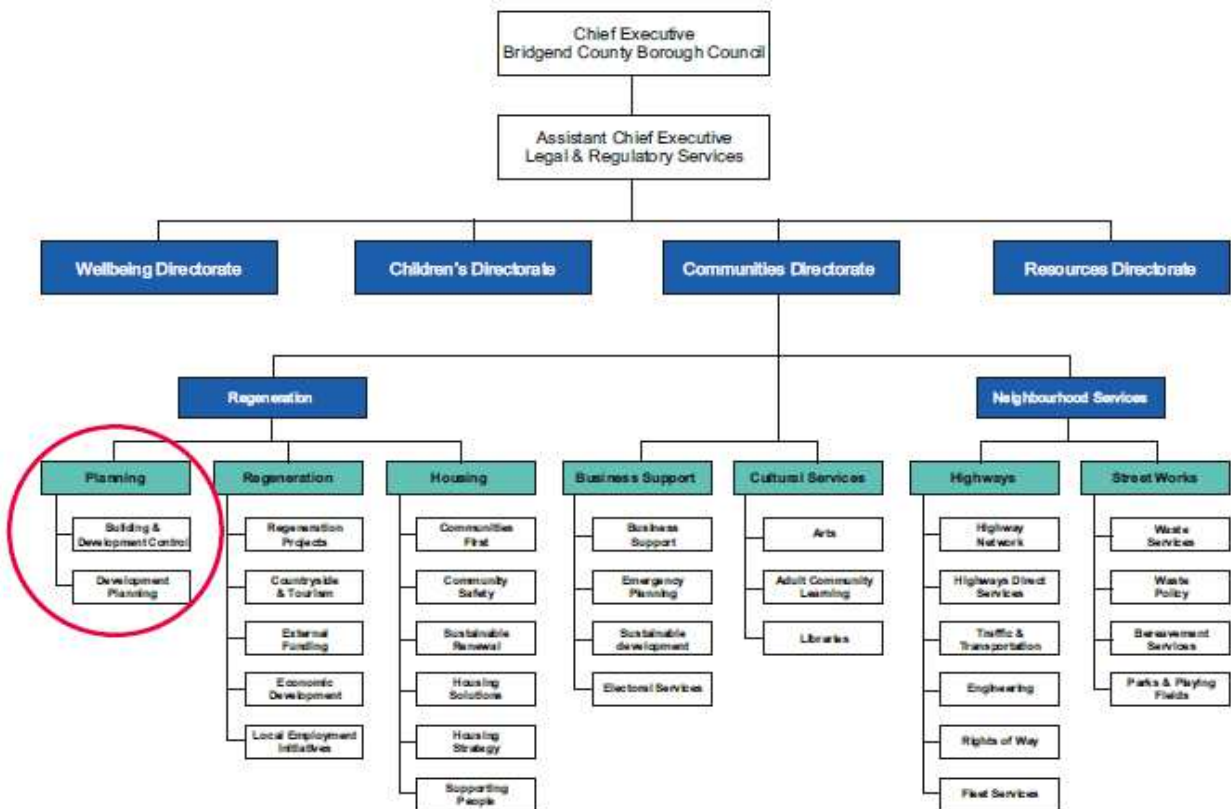 Chief Executive
Bridgend County Borough Council
Assistant Chief Executive
Legal & Regulatory Services
Wellbeing Directorate
Children's Directorate
Communities Directorate
Resources Directorate
Regeneration
Neighbourhood Services
Planning
Building &
Development Control
Development
Planning
Regeneration
Regeneration
Projects
Countryside
& Tourism
External
Funding
Economic
Development
Local Employment
Initiatives
Housing
Communities
First
Community
Safety
Sustainable
Renewal
Housing
Solutions
Housing
Strategy
Supporting
People
Business Support
Business
Support
Emergency
Planning
Sustainable
development
Electoral Services
Cultural Services
Arts
Adult Community
Learning
Libraries
Highways
Highway
Network
Highways Direct
Services
Traffic &
Transportation
Engineering
Rights of Way
Fleet Services
Street Works
Waste
Services
Waste
Policy
Bereavement
Services
Parks & Playing
Fields